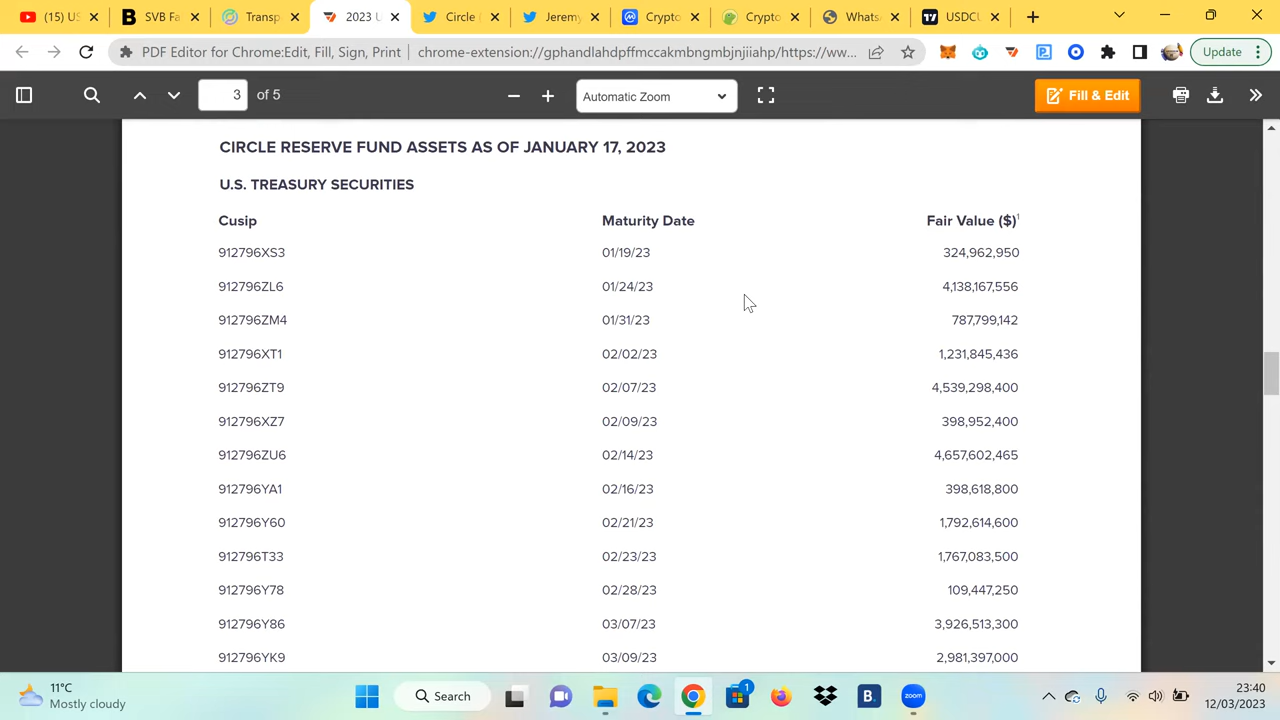 (15) US
SVB Fa
Transp
2023 U
Circle (
Jeremy
Crypto
Crypto
Whats
USDCU
PDF Editor for Chrome:Edit, Fill, Sign, Print chrome-extension://gphandlahdpffmccakmbngmbjnjiiahp/https://ww...
Update
3 of 5
Automatic Zoom
Fill & Edit
CIRCLE RESERVE FUND ASSETS AS OF JANUARY 17, 2023
U.S. TREASURY SECURITIES
Cusip Maturity Date Fair Value ($)1
912796XS3 01/19/23 324,962,950
912796ZL6 01/24/23 4,138,167,556
912796ZM4 01/31/23 787,799,142
912796XT1 02/02/23 1,231,845,436
912796ZT9 02/07/23 4,539,298,400
912796XZ7 02/09/23 398,952,400
912796ZU6 02/14/23 4,657,602,465
912796YA1 02/16/23 398,618,800
912796Y60 02/21/23 1,792,614,600
912796T33 02/23/23 1,767,083,500
912796Y78 02/28/23 109,447,250
912796Y86 03/07/23 3,926,513,300
912796YK9 03/09/23 2,981,397,000
11°C
Mostly cloudy
Search
1
B.
zoom
23:40
12/03/2023